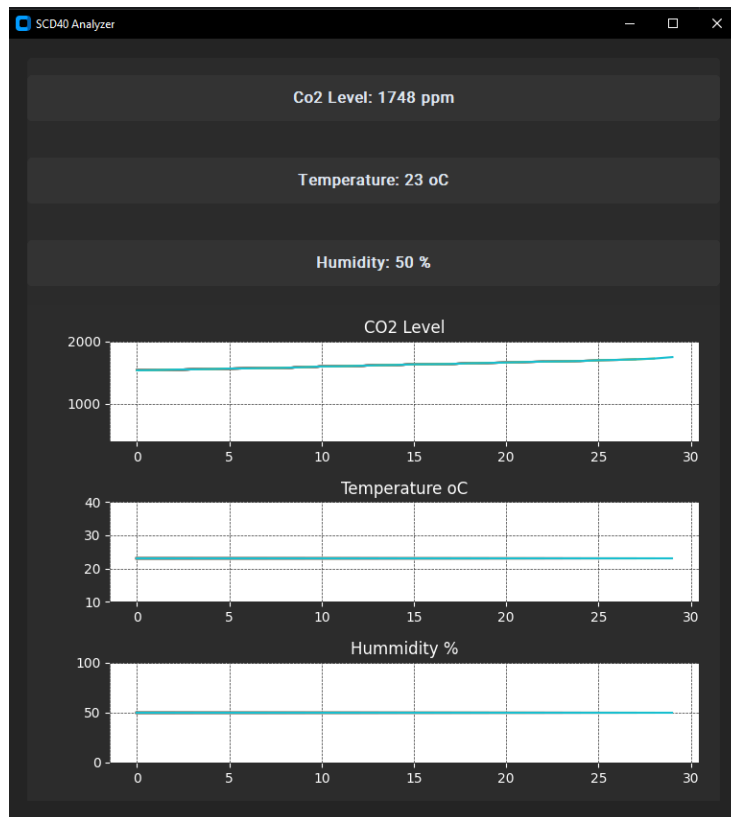 SCD40 Analyzer
Co2 Level: 1748 ppm
Temperature: 23 oC
Humidity: 50 %
CO2 Level
2000
1000
0 5 10 15 20 25 30
Temperature oC
40
30
20
10
0 5 10 15 20 25 30
Hummidity %
100
50
0
0 5 10 15 20 25 30